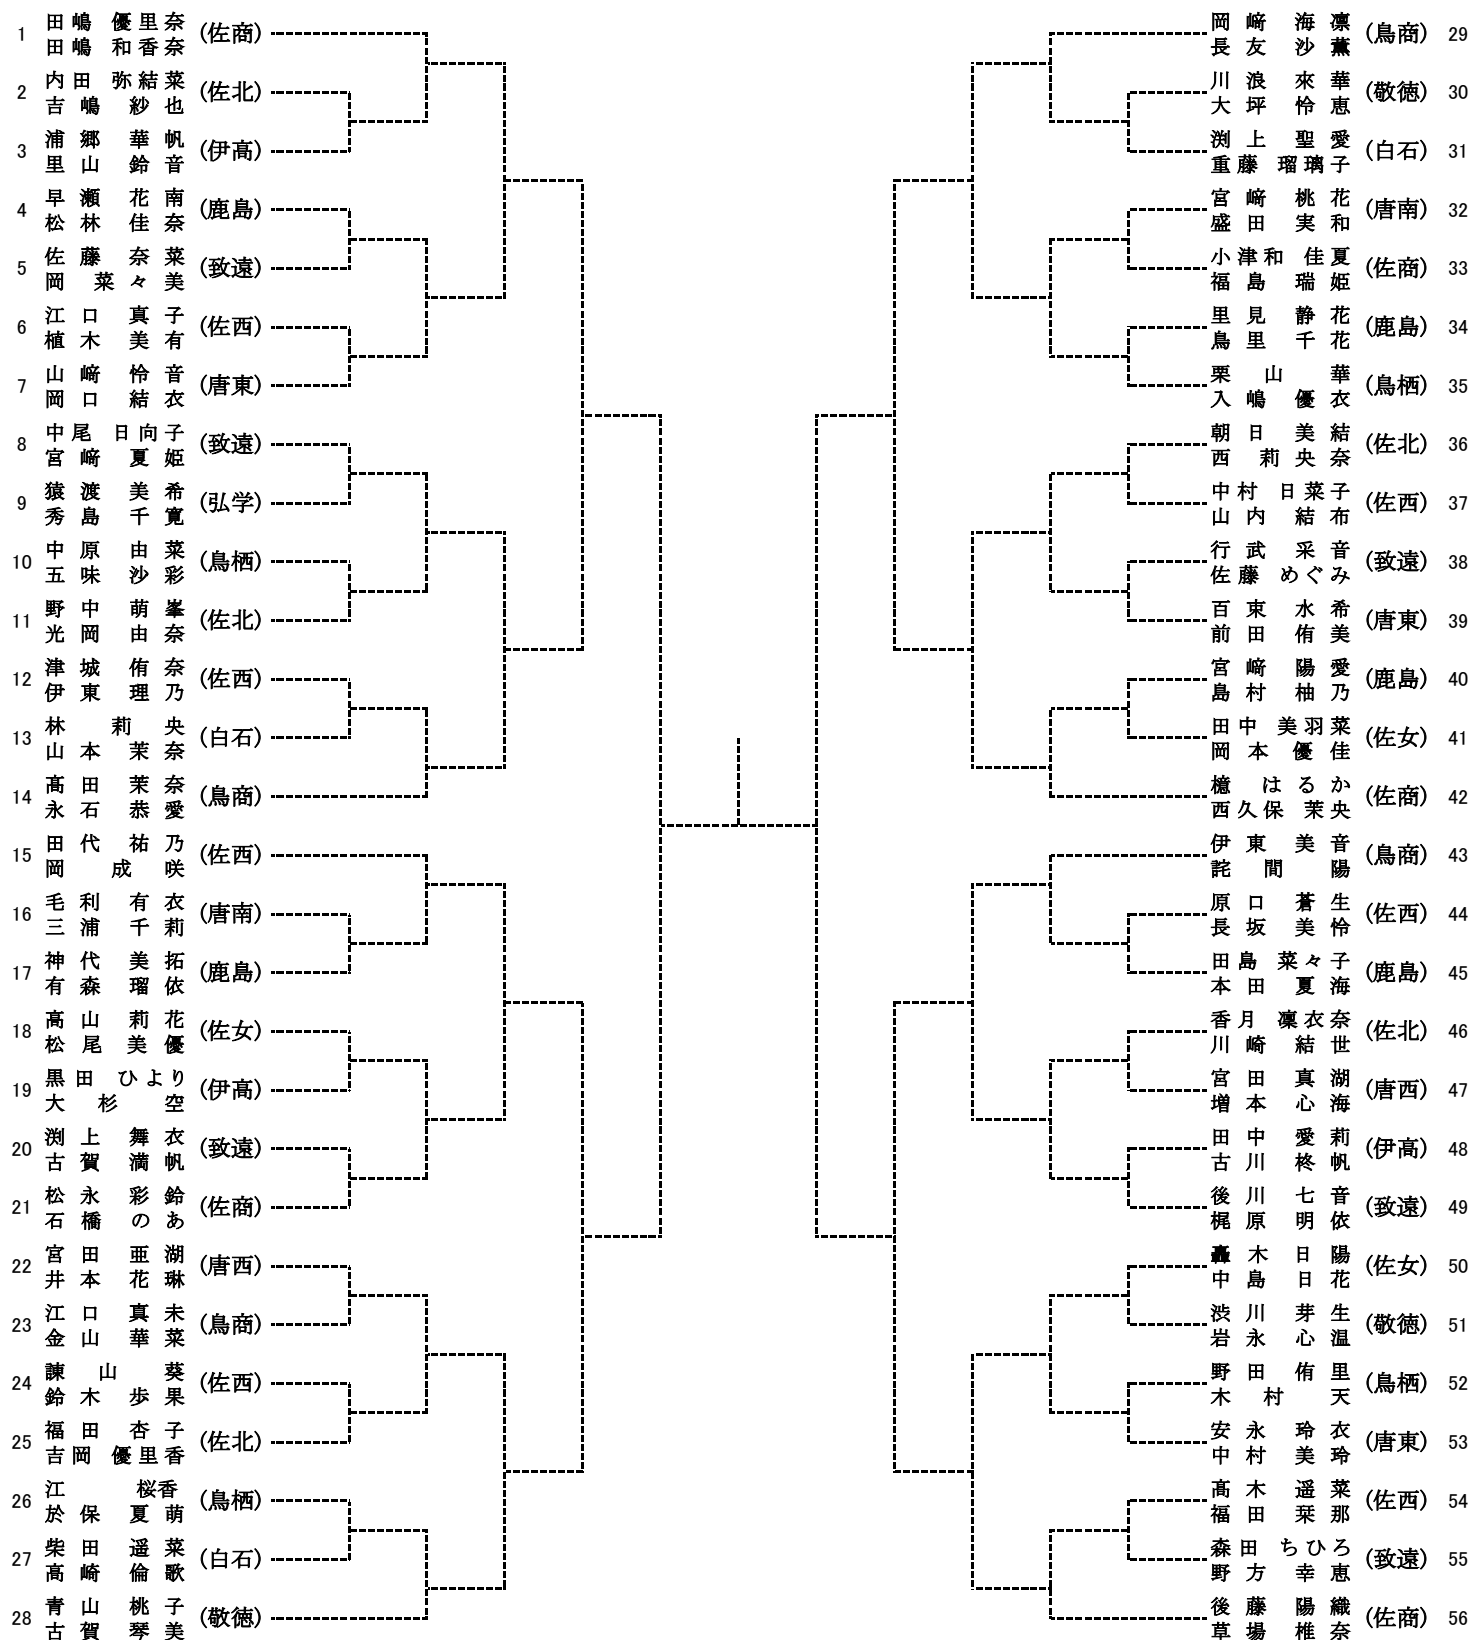 1 田嶋 優里奈 (佐商)
田嶋 和香奈
2 内田 弥結菜 (佐北)
吉嶋 紗也
3 浦郷 華帆 (伊高)
里山 鈴音
4 早瀬 花南 (鹿島)
松林 佳奈
5 佐藤 奈菜 (致遠)
岡 菜々美
6 江口 真子 (佐西)
植木 美有
7 山﨑 怜音 (唐東)
岡口 結衣
8 中尾 日向子 (致遠)
宮﨑 夏姫
9 猿渡 美希 (弘学)
秀島 千寛
10 中原 由菜 (鳥栖)
五味 沙彩
11 野中 萌峯 (佐北)
光岡 由奈
12 津城 侑奈 (佐西)
伊東 理乃
13 林 莉央 (白石)
山本 茉奈
14 髙田 茉奈 (鳥商)
永石 恭愛
15 田代 祐乃 (佐西)
岡 成咲
16 毛利 有衣 (唐南)
三浦 千莉
17 神代 美拓 (鹿島)
有森 瑠依
18 高山 莉花 (佐女)
松尾 美優
19 黒田 ひより (伊高)
大杉 空
20 渕上 舞衣 (致遠)
古賀 満帆
21 松永 彩鈴 (佐商)
石橋 のあ
22 宮田 亜湖 (唐西)
井本 花琳
23 江口 真未 (鳥商)
金山 華菜
24 諫山 葵 (佐西)
鈴木 歩果
25 福田 杏子 (佐北)
吉岡 優里香
26 江 桜香 (鳥栖)
於保 夏萌
27 柴田 遥菜 (白石)
高崎 倫歌
28 青山 桃子 (敬徳)
古賀 琴美
岡﨑 海凛 (鳥商) 29
長友 沙薫
川浪 來華 (敬徳) 30
大坪 怜恵
渕上 聖愛 (白石) 31
重藤 瑠璃子
宮﨑 桃花 (唐南) 32
盛田 実和
小津和 佳夏 (佐商) 33
福島 瑞姫
里見 静花 (鹿島) 34
鳥里 千花
栗山 華 (鳥栖) 35
入嶋 優衣
朝日 美結 (佐北) 36
西 莉央奈
中村 日菜子 (佐西) 37
山内 結布
行武 采音 (致遠) 38
佐藤 めぐみ
百束 水希 (唐東) 39
前田 侑美
宮﨑 陽愛 (鹿島) 40
島村 柚乃
田中 美羽菜 (佐女) 41
岡本 優佳
檍 はるか (佐商) 42
西久保 茉央
伊東 美音 (鳥商) 43
詫間 陽
原口 蒼生 (佐西) 44
長坂 美怜
田島 菜々子 (鹿島) 45
本田 夏海
香月 凜衣奈 (佐北) 46
川崎 結世
宮田 真湖 (唐西) 47
増本 心海
田中 愛莉 (伊高) 48
古川 柊帆
後川 七音 (致遠) 49
梶原 明依
轟木 日陽 (佐女) 50
中島 日花
渋川 芽生 (敬徳) 51
岩永 心温
野田 侑里 (鳥栖) 52
木村 天
安永 玲衣 (唐東) 53
中村 美玲
髙木 遥菜 (佐西) 54
福田 栞那
森田 ちひろ (致遠) 55
野方 幸恵
後藤 陽織 (佐商) 56
草場 椎奈